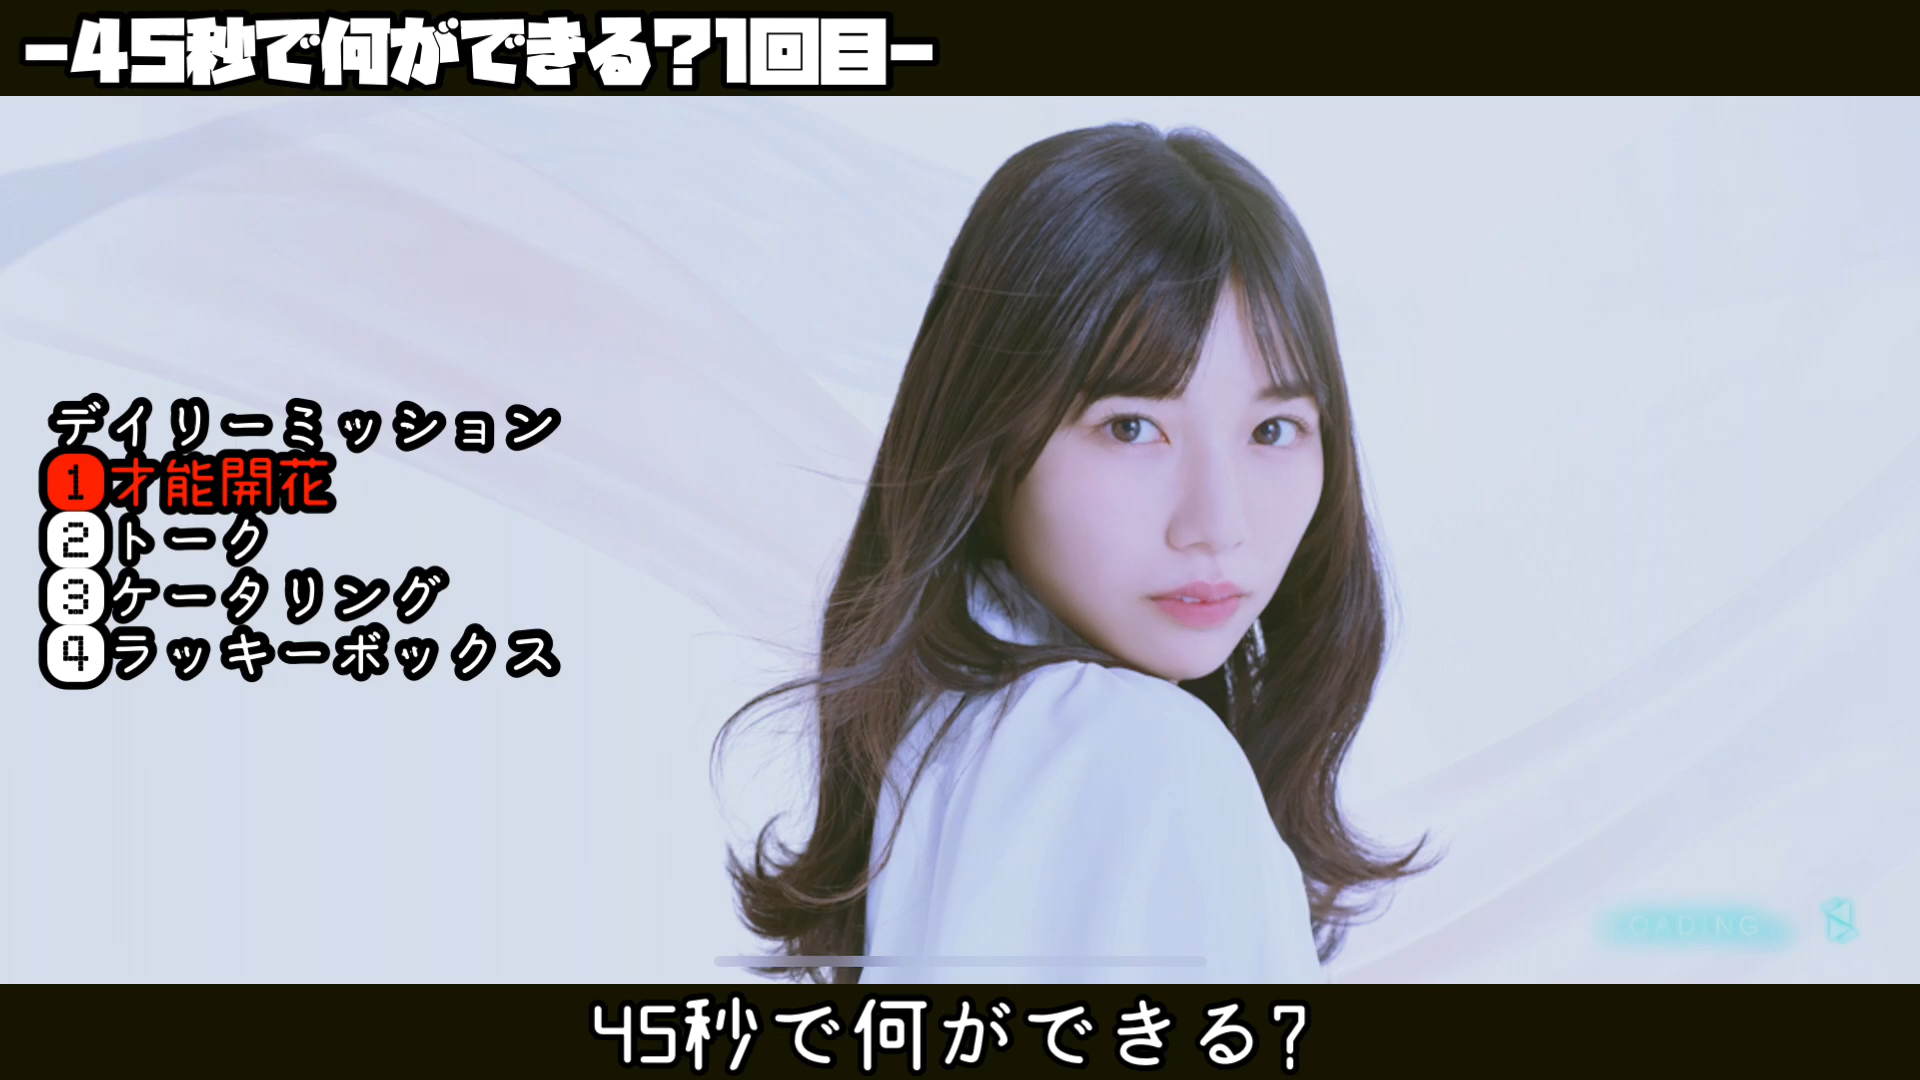 -45秒で何ができる?1回目-
デイリーミッション
1才能開花
2トーク
3ケータリング
4ラッキーボックス
LOADING...
45秒で何ができる?